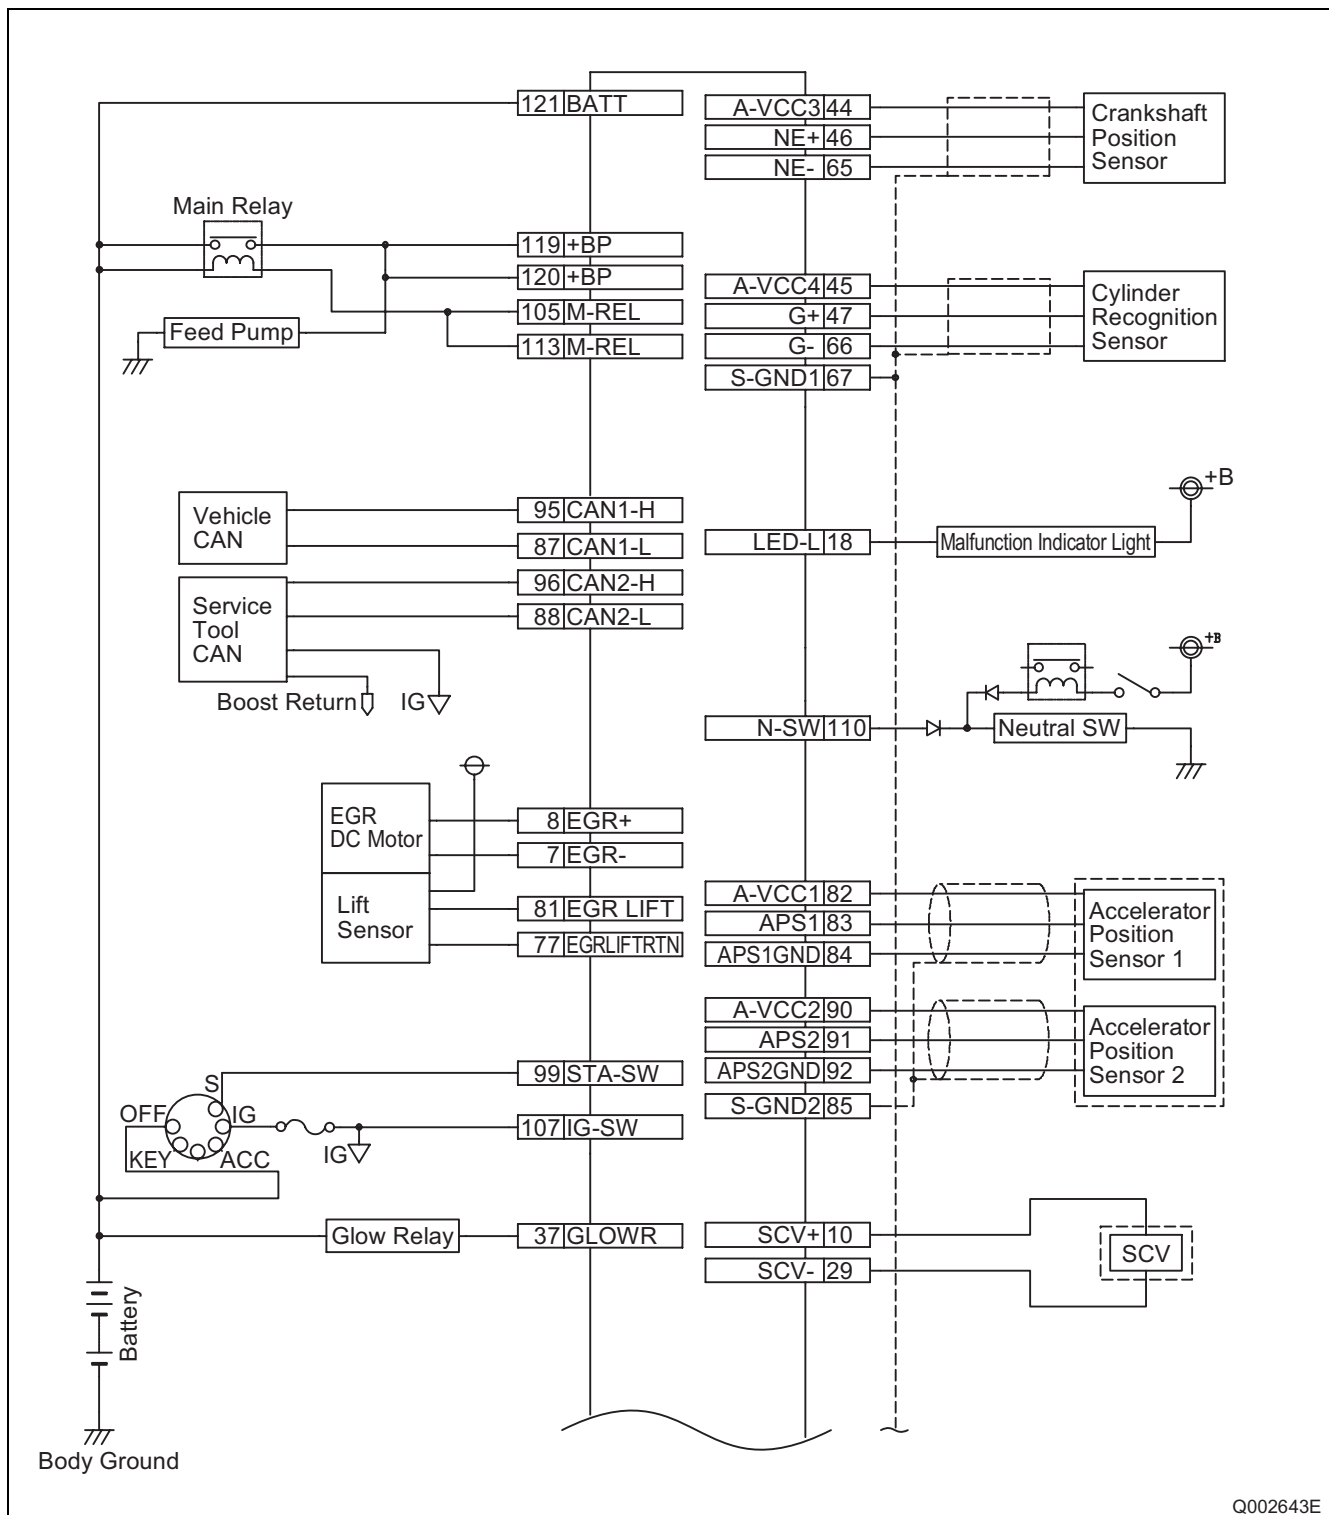 121 BATT
Main Relay
119 +BP
120 +BP
105 M-REL
113 M-REL
Feed Pump
Vehicle
CAN
95 CAN1-H
87 CAN1-L
Service
Tool
CAN
96 CAN2-H
88 CAN2-L
Boost Return
IG
EGR
DC Motor
8 EGR+
7 EGR-
Lift
Sensor
81 EGR LIFT
77 EGRLIFTRTN
S
OFF
IG
KEY
ACC
IG
99 STA-SW
107 IG-SW
Glow Relay
37 GLOWR
Battery
Body Ground
A-VCC3 44
NE+ 46
NE- 65
Crankshaft
Position
Sensor
A-VCC4 45
G+ 47
G- 66
S-GND1 67
Cylinder
Recognition
Sensor
+B
LED-L 18
Malfunction Indicator Light
+B
N-SW 110
Neutral SW
A-VCC1 82
APS1 83
APS1GND 84
Accelerator
Position
Sensor 1
A-VCC2 90
APS2 91
APS2GND 92
S-GND2 85
Accelerator
Position
Sensor 2
SCV+ 10
SCV- 29
SCV
Q002643E